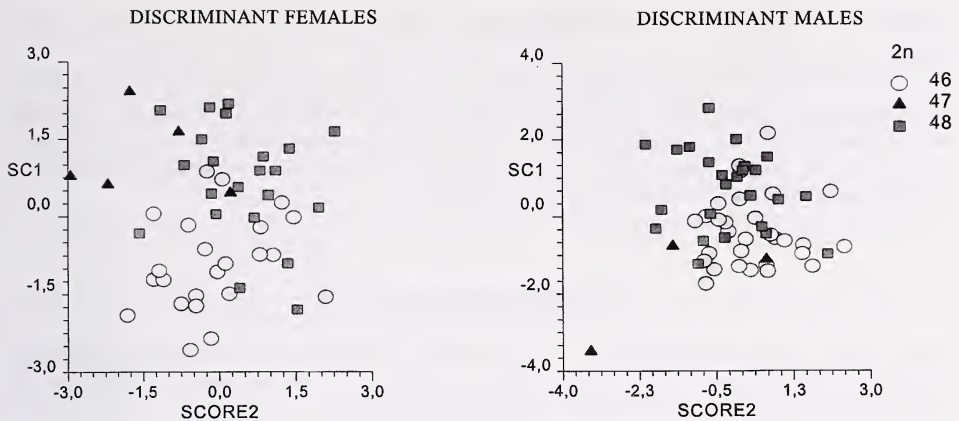 DISCRIMINANT FEMALES
3,0
1,5
SC1
0,0
-1,5
-3,0
-3,0 -1,5 0,0 1,5 3,0
SCORE2
DISCRIMINANT MALES
4,0
2,0
SC1
0,0
-2,0
-4,0
-4,0 -2,3 -0,5 1,3 3,0
SCORE2
2n
46
47
48